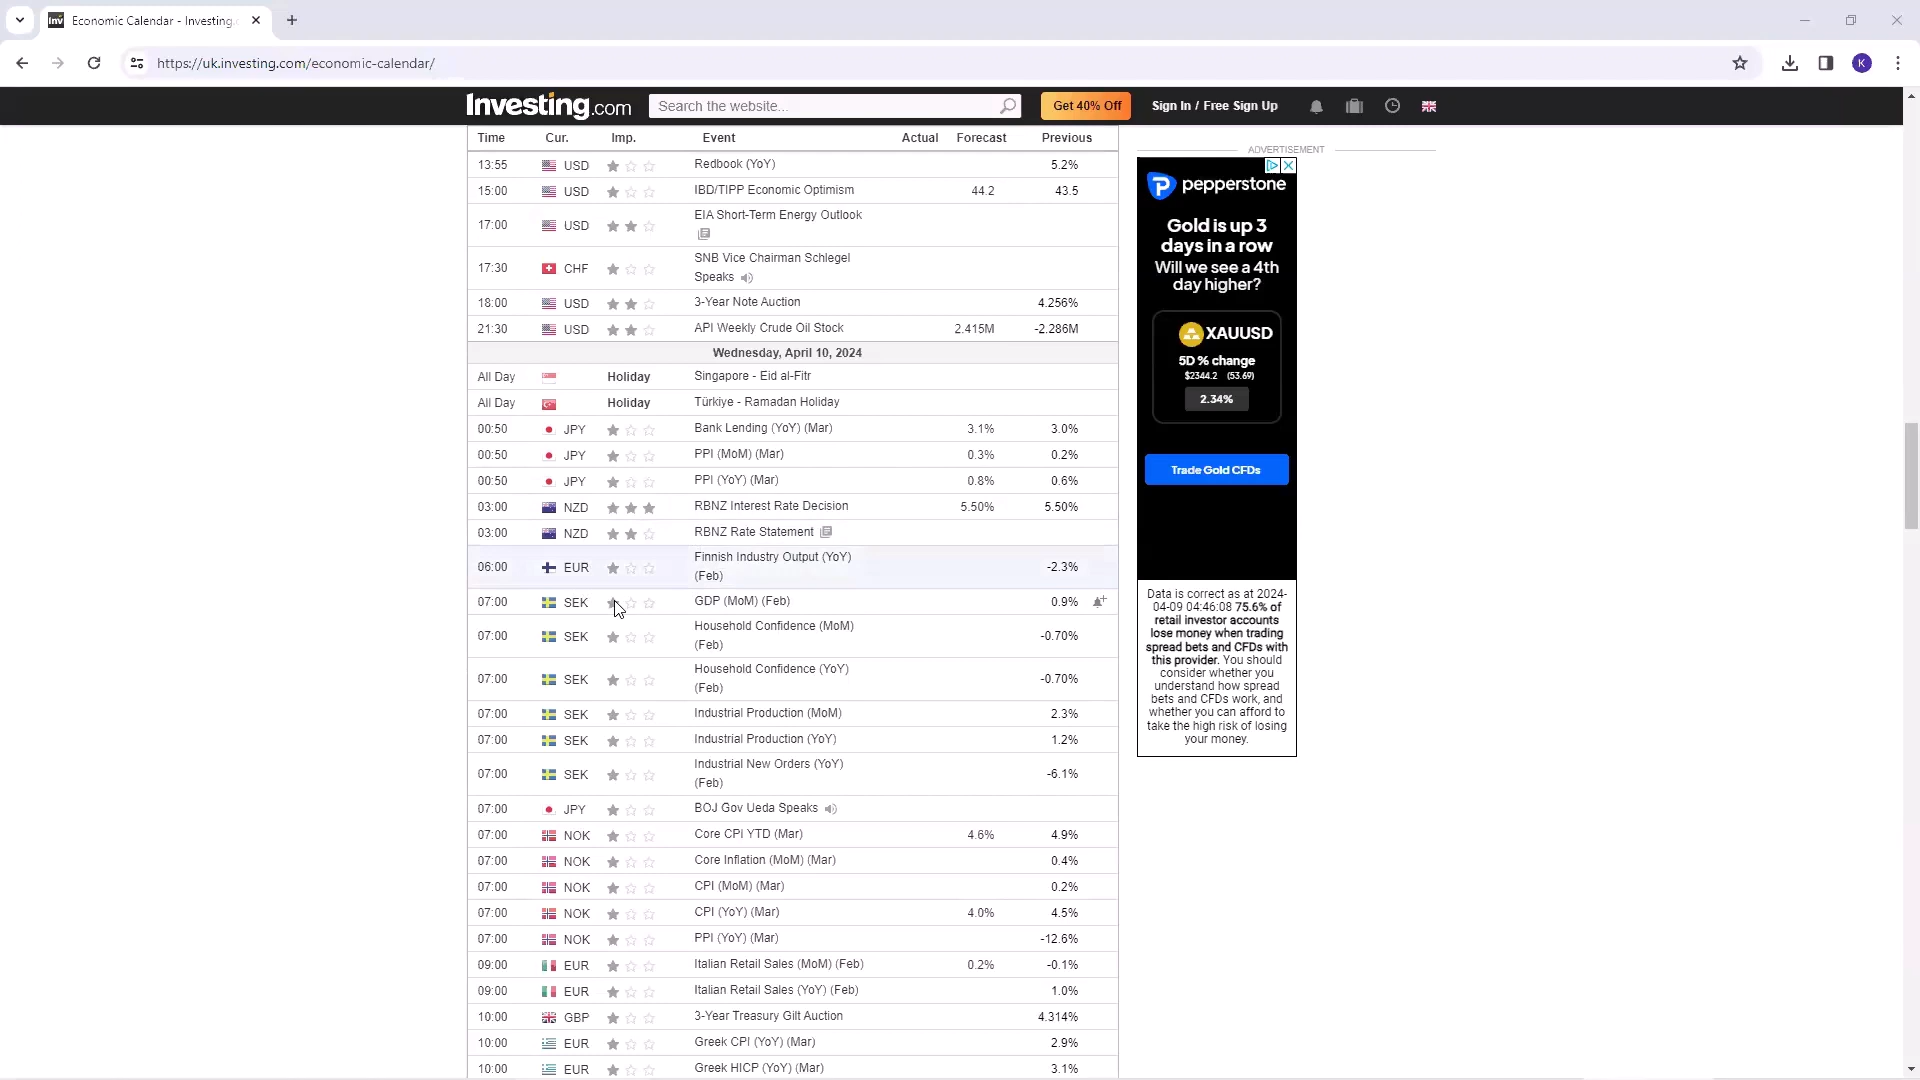 Economic Calendar - Investing.
https://uk.investing.com/economic-calendar/
K
Investing.com
Search the website...
Get 40% Off
Sign In / Free Sign Up
Time Cur. Imp. Event Actual Forecast Previous
13:55 USD Redbook (YoY) 5.2%
15:00 USD IBD/TIPP Economic Optimism 44.2 43.5
17:00 USD EIA Short-Term Energy Outlook
17:30 CHF SNB Vice Chairman Schlegel
Speaks
18:00 USD 3-Year Note Auction 4.256%
21:30 USD API Weekly Crude Oil Stock 2.415M -2.286M
Wednesday, April 10, 2024
All Day Holiday Singapore - Eid al-Fitr
All Day Holiday Türkiye - Ramadan Holiday
00:50 JPY Bank Lending (YoY) (Mar) 3.1% 3.0%
00:50 JPY PPI (MoM) (Mar) 0.3% 0.2%
00:50 JPY PPI (YoY) (Mar) 0.8% 0.6%
03:00 NZD RBNZ Interest Rate Decision 5.50% 5.50%
03:00 NZD RBNZ Rate Statement
06:00 EUR Finnish Industry Output (YoY)
(Feb) -2.3%
07:00 SEK GDP (MoM) (Feb) 0.9%
07:00 SEK Household Confidence (MoM)
(Feb) -0.70%
07:00 SEK Household Confidence (YoY)
(Feb) -0.70%
07:00 SEK Industrial Production (MoM) 2.3%
07:00 SEK Industrial Production (YoY) 1.2%
07:00 SEK Industrial New Orders (YoY)
(Feb) -6.1%
07:00 JPY BOJ Gov Ueda Speaks
07:00 NOK Core CPI YTD (Mar) 4.6% 4.9%
07:00 NOK Core Inflation (MoM) (Mar) 0.4%
07:00 NOK CPI (MoM) (Mar) 0.2%
07:00 NOK CPI (YoY) (Mar) 4.0% 4.5%
07:00 NOK PPI (YoY) (Mar) -12.6%
09:00 EUR Italian Retail Sales (MoM) (Feb) 0.2% -0.1%
09:00 EUR Italian Retail Sales (YoY) (Feb) 1.0%
10:00 GBP 3-Year Treasury Gilt Auction 4.314%
10:00 EUR Greek CPI (YoY) (Mar) 2.9%
10:00 EUR Greek HICP (YoY) (Mar) 3.1%
ADVERTISEMENT
pepperstone
Gold is up 3
days in a row
Will we see a 4th
day higher?
XAUUSD
5D % change
$2344.2 (53.69)
2.34%
Trade Gold CFDs
Data is correct as at 2024-
04-09 04:46:08 75.6% of
retail investor accounts
lose money when trading
spread bets and CFDs with
this provider. You should
consider whether you
understand how spread
bets and CFDs work, and
whether you can afford to
take the high risk of losing
your money.